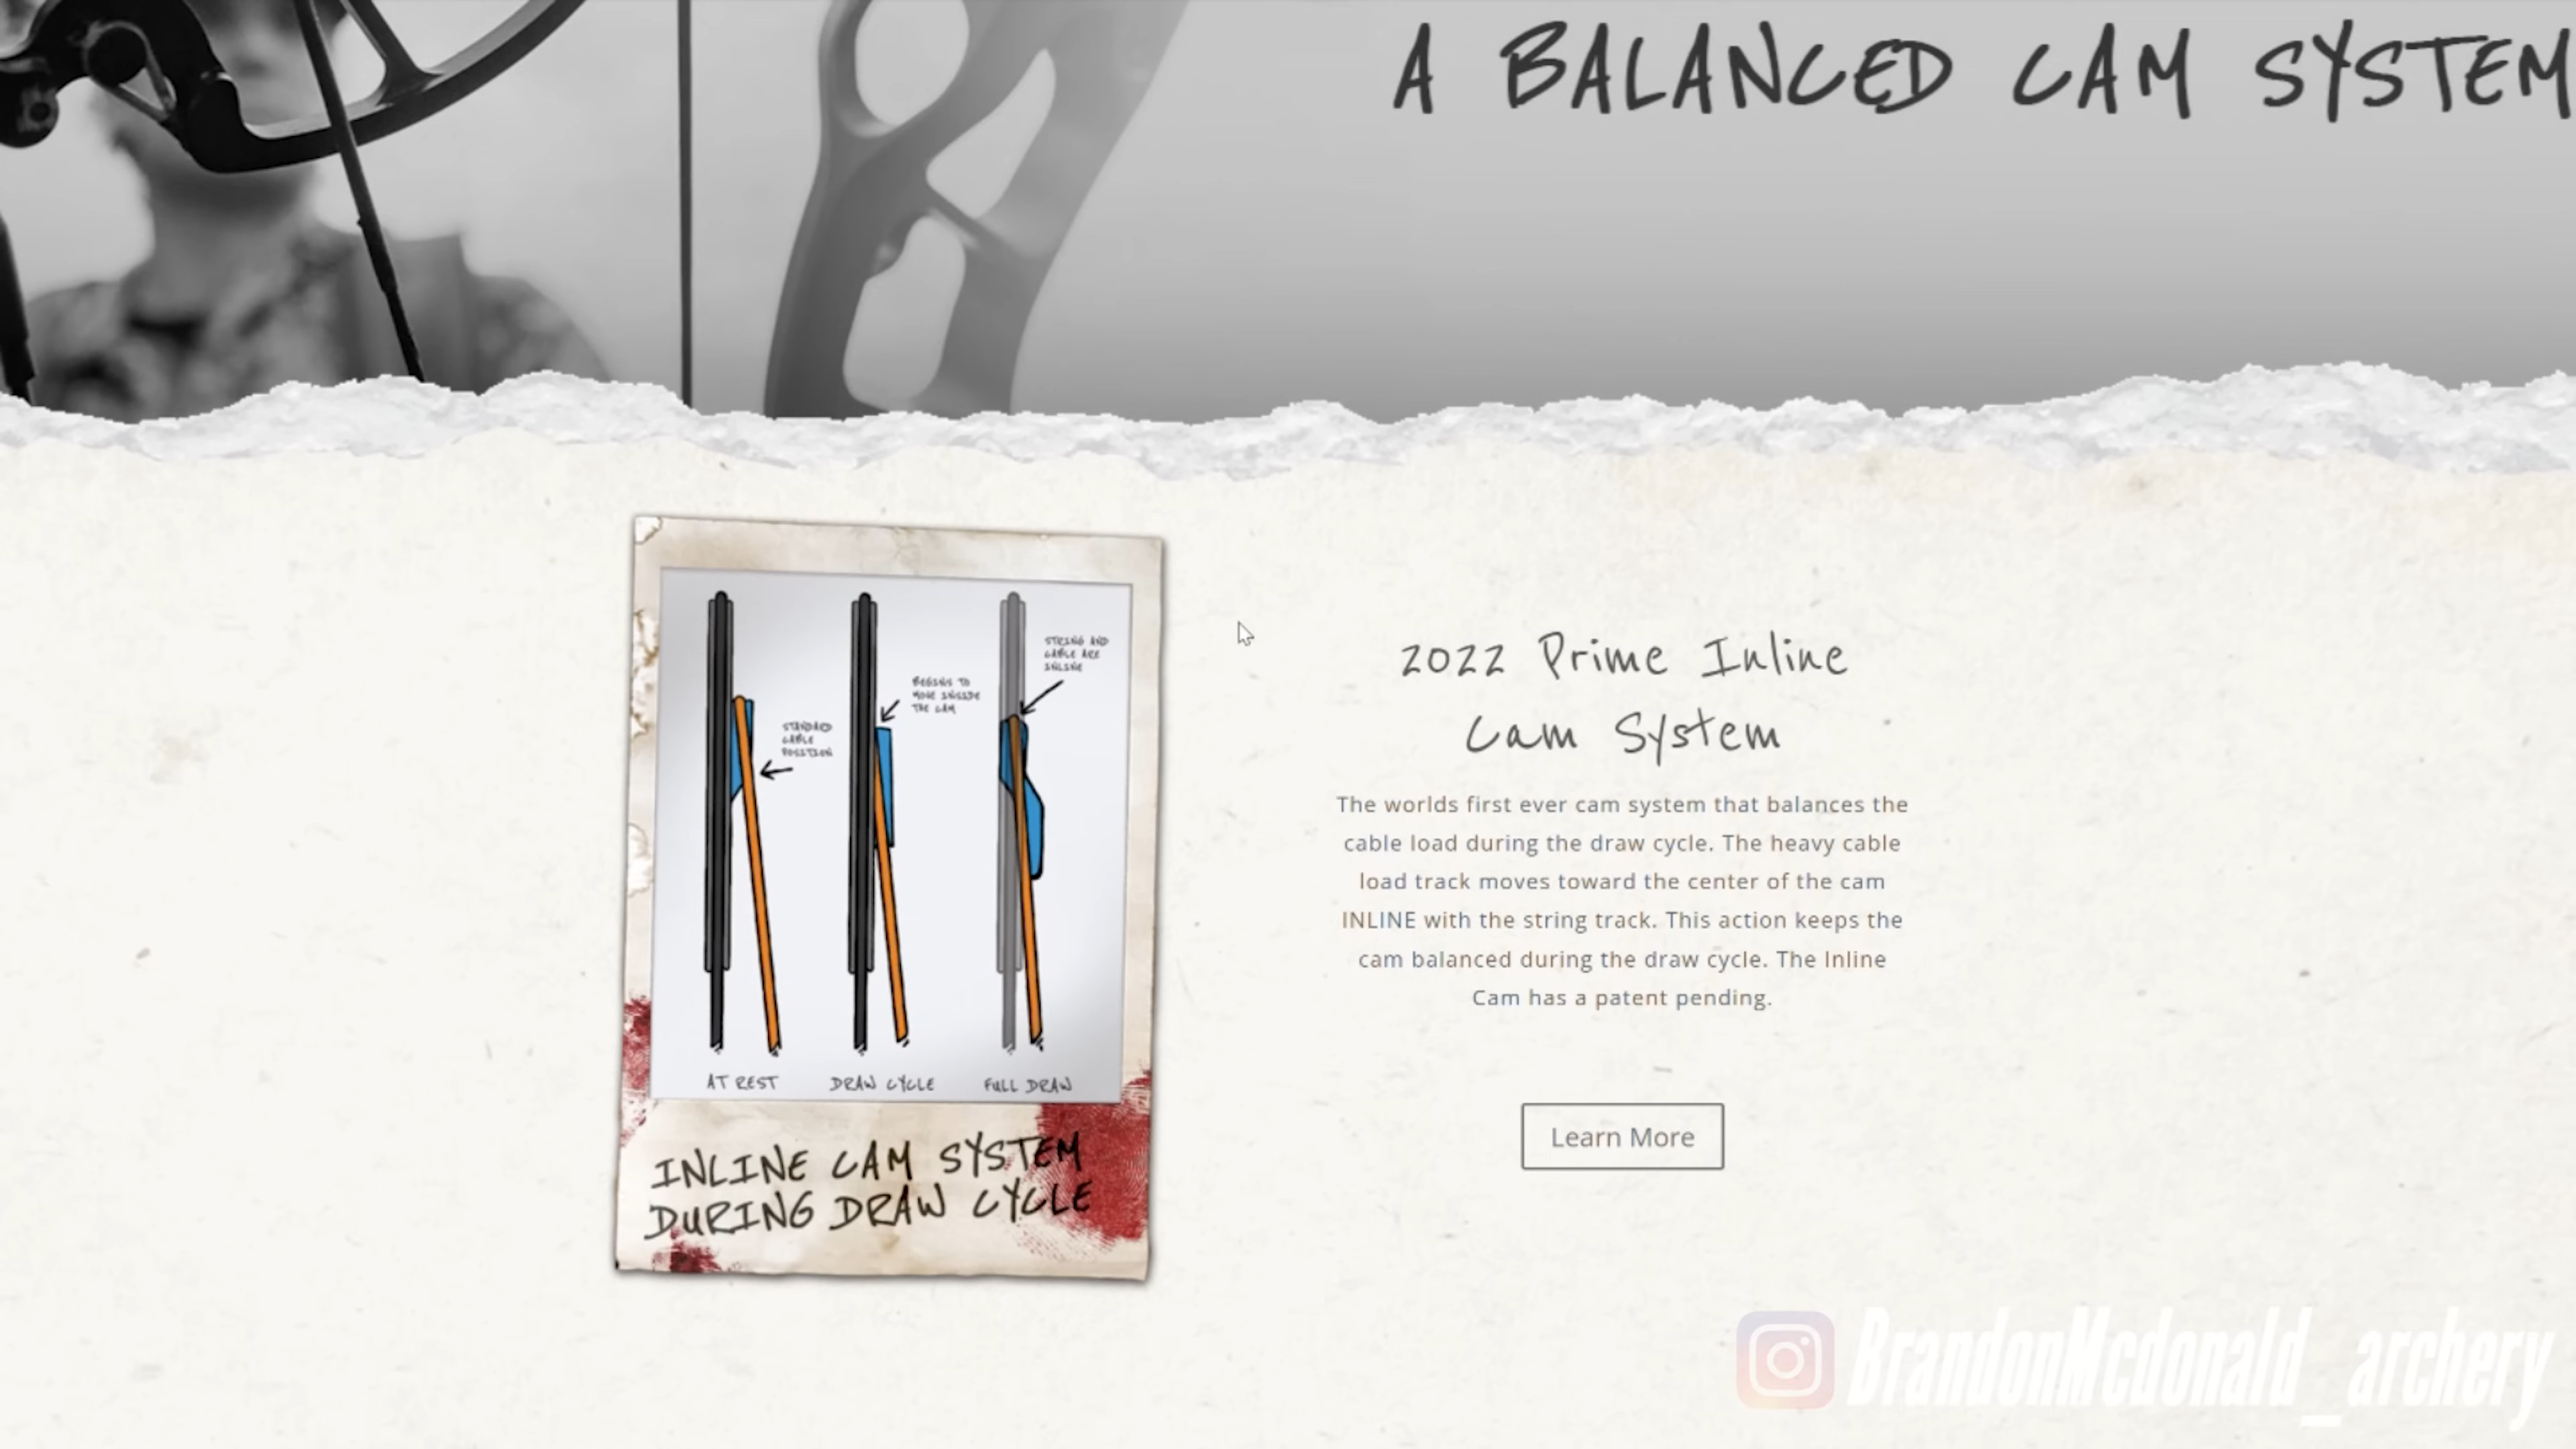 A BALANCED CAM SYSTEM
STRING AND
CABLE ARE
INLINE
BEGINS TO
MOVE INSIDE
THE CAM
STANDARD
CABLE
POSITION
AT REST
DRAW CYCLE
FULL DRAW
INLINE CAM SYSTEM
DURING DRAW CYCLE
2022 Prime Inline
Cam System
The worlds first ever cam system that balances the
cable load during the draw cycle. The heavy cable
load track moves toward the center of the cam
INLINE with the string track. This action keeps the
cam balanced during the draw cycle. The Inline
Cam has a patent pending.
Learn More
BrandonMcdonald_archery